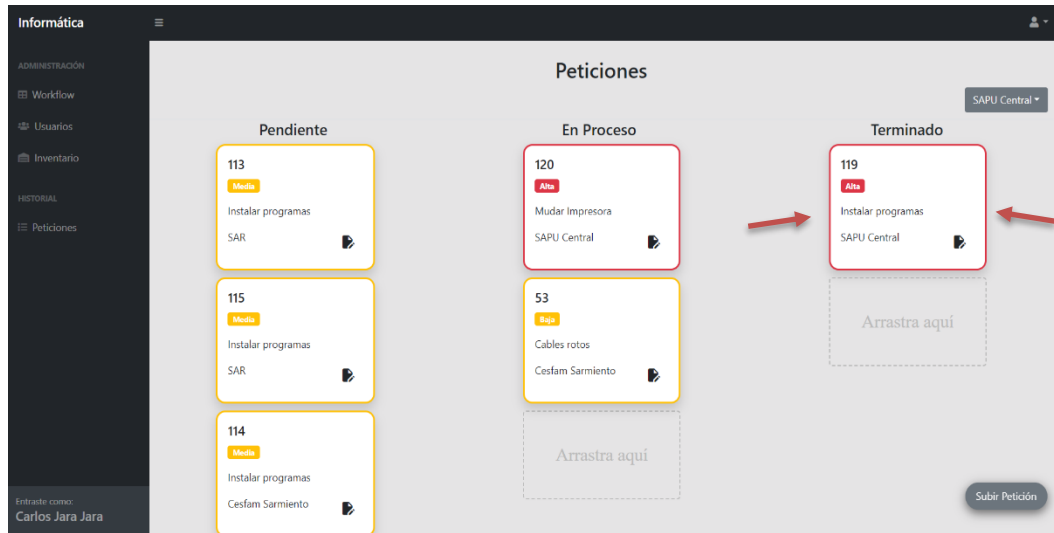 Informática
ADMINISTRACIÓN
Workflow
Usuarios
Inventario
HISTORIAL
Peticiones
Entraste como:
Carlos Jara Jara
Peticiones
SAPU Central
Pendiente
113
Media
Instalar programas
SAR
115
Media
Instalar programas
SAR
114
Media
Instalar programas
Cesfam Sarmiento
En Proceso
120
Alta
Mudar Impresora
SAPU Central
53
Baja
Cables rotos
Cesfam Sarmiento
Arrastra aquí
Terminado
119
Alta
Instalar programas
SAPU Central
Arrastra aquí
Subir Petición